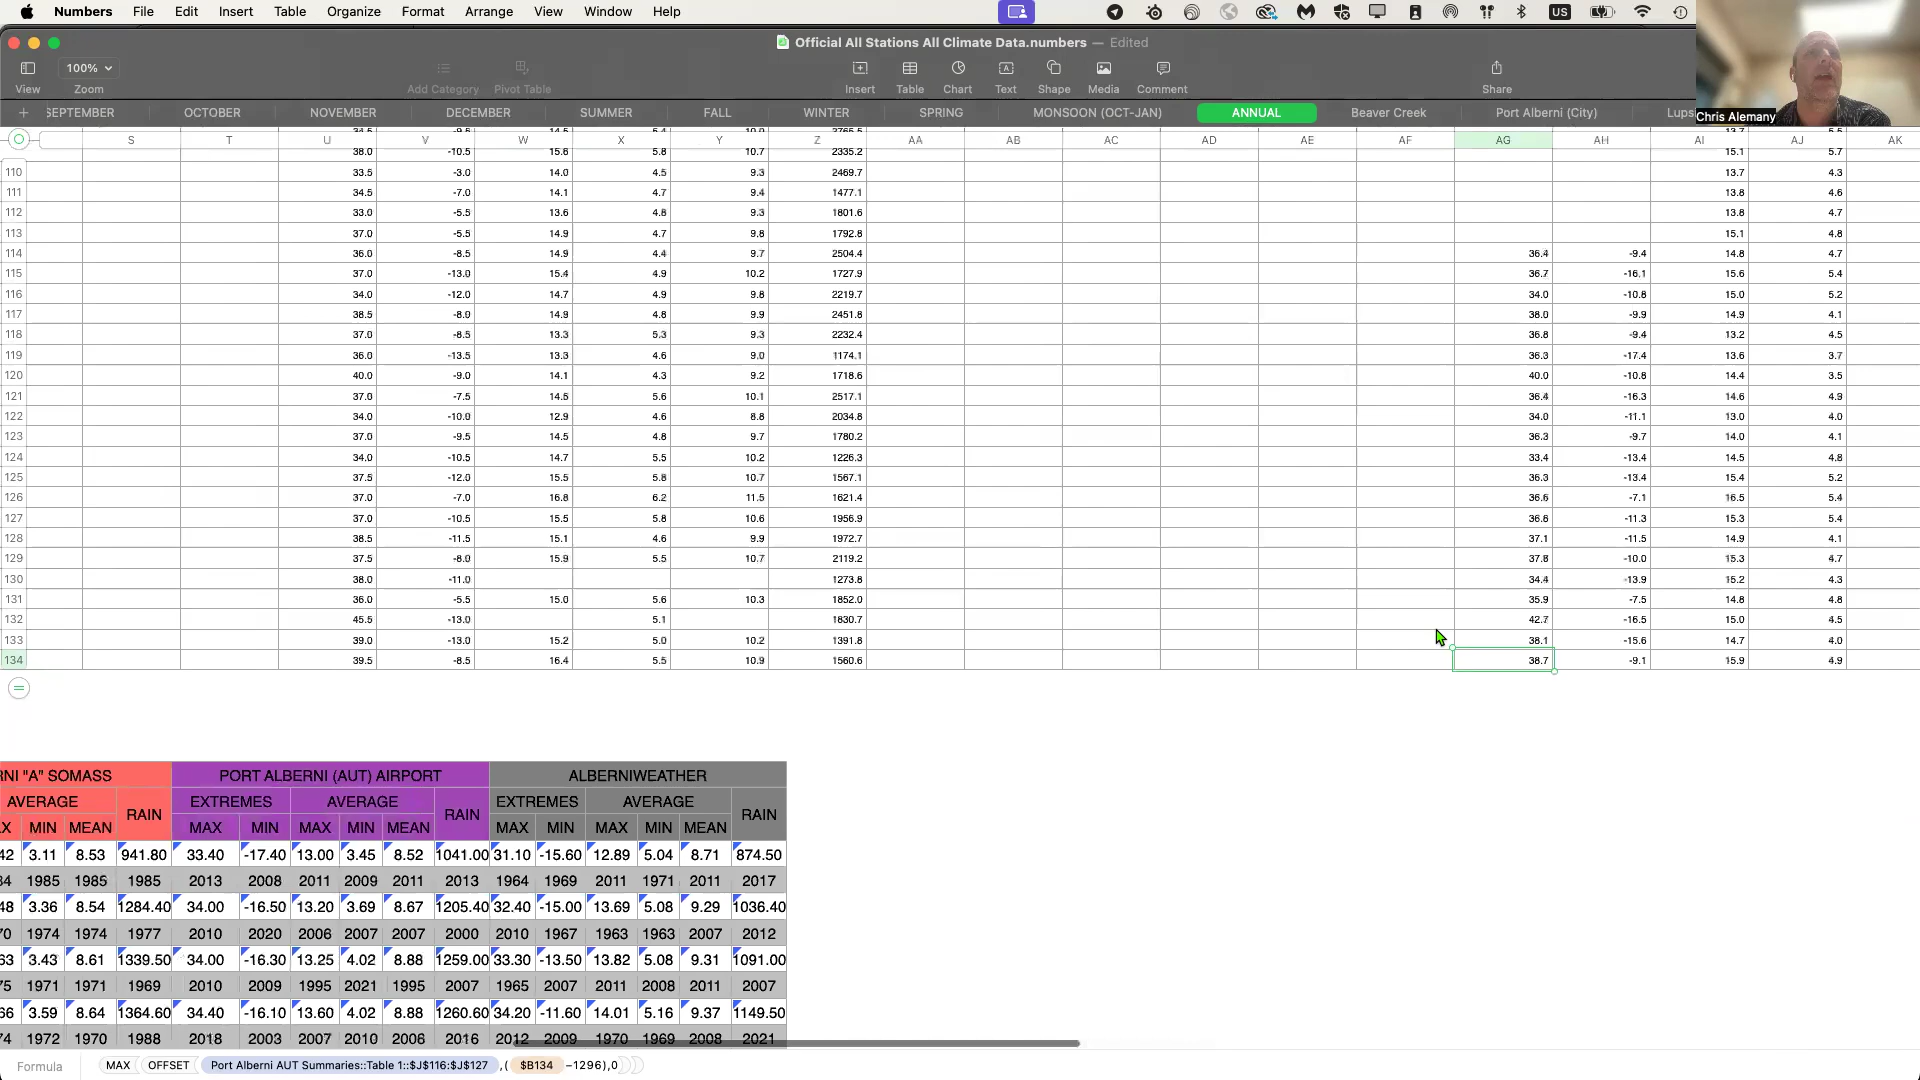 Numbers File Edit Insert Table Organize Format Arrange View Window Help US
Official All Stations All Climate Data.numbers — Edited
100%
View Zoom Add Category Pivot Table Insert Table Chart Text Shape Media Comment Share
SEPTEMBER OCTOBER NOVEMBER DECEMBER SUMMER FALL WINTER SPRING MONSOON (OCT-JAN) ANNUAL Beaver Creek Port Alberni (City) Lups
Chris Alemany
S T U V W X Y Z AA AB AC AD AE AF AG AH AI AJ AK
38.0 -10.5 15.6 5.8 10.7 2335.2 15.1 5.7
110 33.5 -3.0 14.0 4.5 9.3 2469.7 13.7 4.3
111 34.5 -7.0 14.1 4.7 9.4 1477.1 13.8 4.6
112 33.0 -5.5 13.6 4.8 9.3 1801.6 13.8 4.7
113 37.0 -5.5 14.9 4.7 9.8 1792.8 15.1 4.8
114 36.0 -8.5 14.9 4.4 9.7 2504.4 36.4 -9.4 14.8 4.7
115 37.0 -13.0 15.4 4.9 10.2 1727.9 36.7 -16.1 15.6 5.4
116 34.0 -12.0 14.7 4.9 9.8 2219.7 34.0 -10.8 15.0 5.2
117 38.5 -8.0 14.9 4.8 9.9 2451.8 38.0 -9.9 14.9 4.1
118 37.0 -8.5 13.3 5.3 9.3 2232.4 36.8 -9.4 13.2 4.5
119 36.0 -13.5 13.3 4.6 9.0 1174.1 36.3 -17.4 13.6 3.7
120 40.0 -9.0 14.1 4.3 9.2 1718.6 40.0 -10.8 14.4 3.5
121 37.0 -7.5 14.5 5.6 10.1 2517.1 36.4 -16.3 14.6 4.9
122 34.0 -10.0 12.9 4.6 8.8 2034.8 34.0 -11.1 13.0 4.0
123 37.0 -9.5 14.5 4.8 9.7 1780.2 36.3 -9.7 14.0 4.1
124 34.0 -10.5 14.7 5.5 10.2 1226.3 33.4 -13.4 14.5 4.8
125 37.5 -12.0 15.5 5.8 10.7 1567.1 36.3 -13.4 15.4 5.2
126 37.0 -7.0 16.8 6.2 11.5 1621.4 36.6 -7.1 16.5 5.4
127 37.0 -10.5 15.5 5.8 10.6 1956.9 36.8 -11.3 15.3 5.4
128 38.5 -11.5 15.1 4.6 9.9 1972.7 37.1 -11.5 14.9 4.1
129 37.5 -8.0 15.9 5.5 10.7 2119.2 37.8 -10.0 15.3 4.7
130 38.0 -11.0 1273.8 34.4 -13.9 15.2 4.3
131 36.0 -5.5 15.0 5.6 10.3 1852.0 35.9 -7.5 14.8 4.8
132 45.5 -13.0 5.1 1830.7 42.7 -16.5 15.0 4.5
133 39.0 -13.0 15.2 5.0 10.2 1391.8 38.1 -15.6 14.7 4.0
134 39.5 -8.5 16.4 5.5 10.9 1560.6 38.7 -9.1 15.9 4.9
RNI "A" SOMASS PORT ALBERNI (AUT) AIRPORT ALBERNIWEATHER
AVERAGE RAIN EXTREMES AVERAGE RAIN EXTREMES AVERAGE RAIN
X MIN MEAN MAX MIN MAX MIN MEAN MAX MIN MAX MIN MEAN
42 3.11 8.53 941.80 33.40 -17.40 13.00 3.45 8.52 1041.00 31.10 -15.60 12.89 5.04 8.71 874.50
34 1985 1985 1985 2013 2008 2011 2009 2011 2013 1964 1969 2011 1971 2011 2017
48 3.36 8.54 1284.40 34.00 -16.50 13.20 3.69 8.67 1205.40 32.40 -15.00 13.69 5.08 9.29 1036.40
70 1974 1974 1977 2010 2020 2006 2007 2007 2000 2010 1967 1963 1963 2007 2012
63 3.43 8.61 1339.50 34.00 -16.30 13.25 4.02 8.88 1259.00 33.30 -13.50 13.82 5.08 9.31 1091.00
75 1971 1971 1969 2010 2009 1995 2021 1995 2007 1965 2007 2011 2008 2011 2007
66 3.59 8.64 1364.60 34.40 -16.10 13.60 4.02 8.88 1260.60 34.20 -11.60 14.01 5.16 9.37 1149.50
74 1972 1970 1988 2018 2003 2007 2010 2008 2016 2012 2009 1970 1969 2008 2021
Formula MAX OFFSET Port Alberni AUT Summaries::Table 1::$J$116:$J$127 ,( $B134 −1296),0